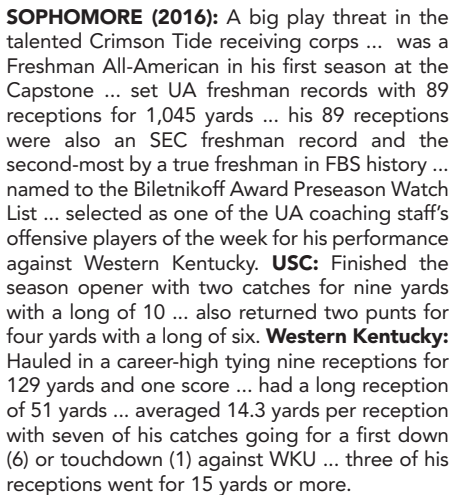 SOPHOMORE (2016): A big play threat in the
talented Crimson Tide receiving corps ... was a
Freshman All-American in his first season at the
Capstone ... set UA freshman records with 89
receptions for 1,045 yards ... his 89 receptions
were also an SEC freshman record and the
second-most by a true freshman in FBS history ...
named to the Biletnikoff Award Preseason Watch
List ... selected as one of the UA coaching staff's
offensive players of the week for his performance
against Western Kentucky. USC: Finished the
season opener with two catches for nine yards
with a long of 10 ... also returned two punts for
four yards with a long of six. Western Kentucky:
Hauled in a career-high tying nine receptions for
129 yards and one score ... had a long reception
of 51 yards ... averaged 14.3 yards per reception
with seven of his catches going for a first down
(6) or touchdown (1) against WKU ... three of his
receptions went for 15 yards or more.